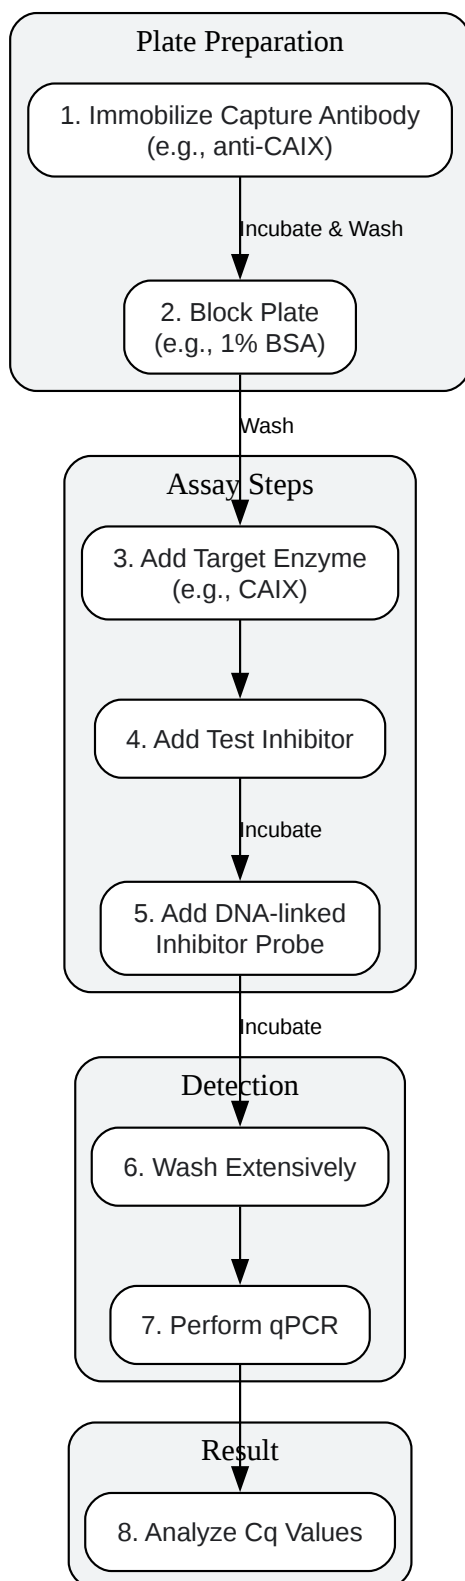 Plate Preparation
1. Immobilize Capture Antibody
(e.g., anti-CAIX)
Incubate & Wash
2. Block Plate
(e.g., 1% BSA)
Wash
Assay Steps
3. Add Target Enzyme
(e.g., CAIX)
4. Add Test Inhibitor
Incubate
5. Add DNA-linked
Inhibitor Probe
Incubate
Detection
6. Wash Extensively
7. Perform qPCR
Result
8. Analyze Cq Values